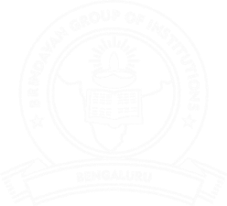 BRINDAVAN GROUP OF INSTITUTIONS
BENGALURU